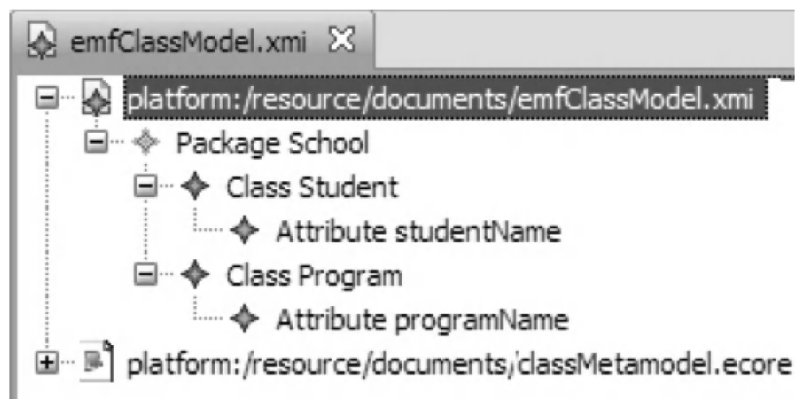 emfClassModel.xmi
platform:/resource/documents/emfClassModel.xmi
Package School
Class Student
Attribute studentName
Class Program
Attribute programName
platform:/resource/documents/classMetamodel.ecore